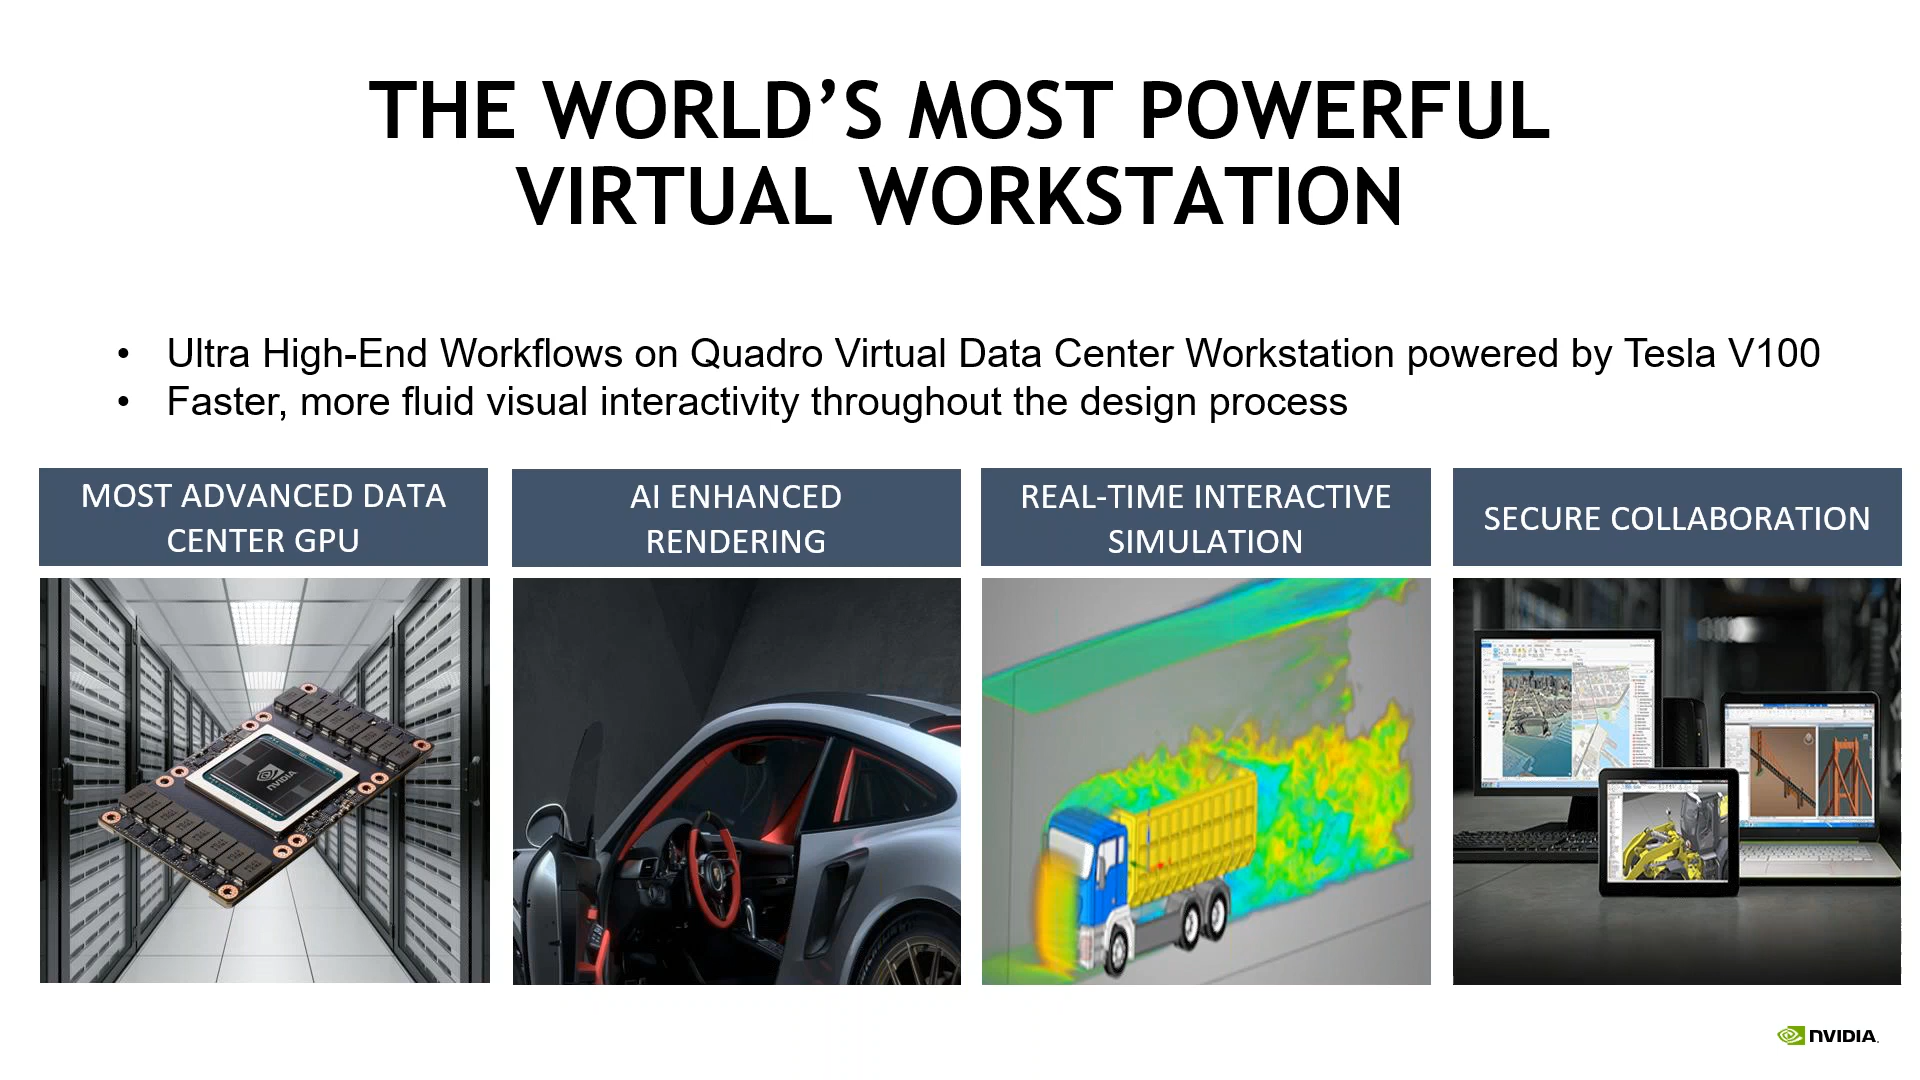 THE WORLD’S MOST POWERFUL
VIRTUAL WORKSTATION
• Ultra High-End Workflows on Quadro Virtual Data Center Workstation powered by Tesla V100
• Faster, more fluid visual interactivity throughout the design process
MOST ADVANCED DATA
CENTER GPU
AI ENHANCED
RENDERING
REAL-TIME INTERACTIVE
SIMULATION
SECURE COLLABORATION
NVIDIA
NVIDIA.